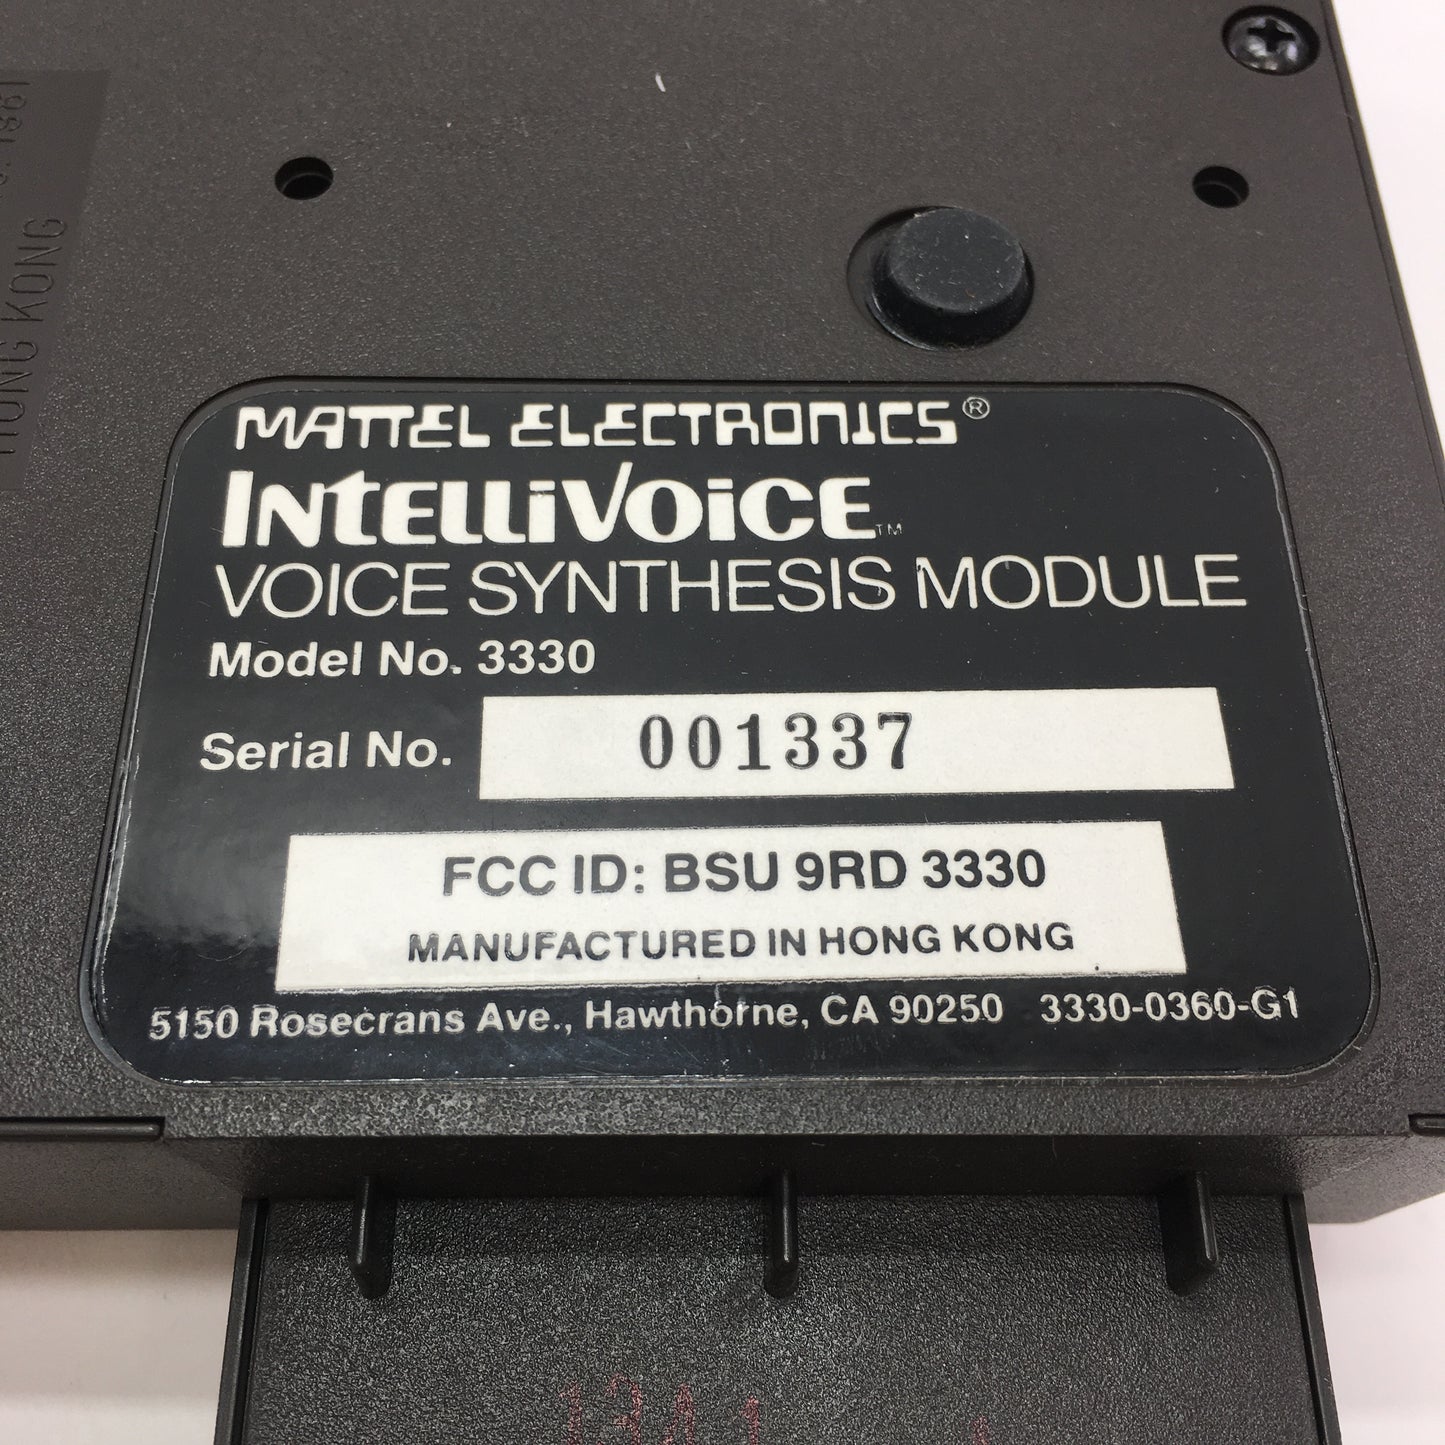 MATTEL ELECTRONICS®
INTELLIVOICE™
VOICE SYNTHESIS MODULE
Model No. 3330
Serial No. 001337
FCC ID: BSU 9RD 3330
MANUFACTURED IN HONG KONG
5150 Rosecrans Ave., Hawthorne, CA 90250 3330-0360-G1
1981
HONG KONG